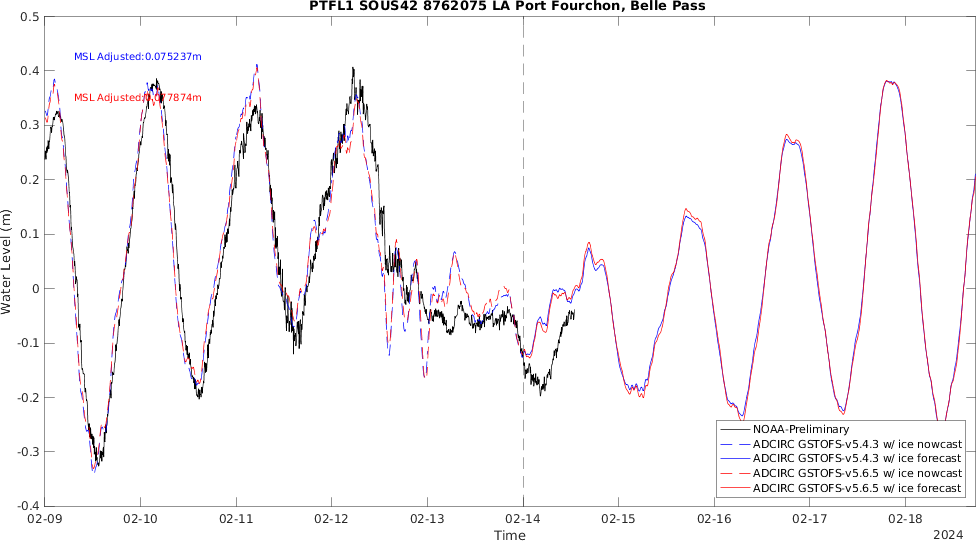 PTFL1 SOUS42 8762075 LA Port Fourchon, Belle Pass
0.5
0.4
0.3
0.2
0.1
0
-0.1
-0.2
-0.3
-0.4
Water Level (m)
MSL Adjusted:0.075237m
MSL Adjusted:0.077874m
NOAA-Preliminary
ADCIRC GSTOFS-v5.4.3 w/ ice nowcast
ADCIRC GSTOFS-v5.4.3 w/ ice forecast
ADCIRC GSTOFS-v5.6.5 w/ ice nowcast
ADCIRC GSTOFS-v5.6.5 w/ ice forecast
02-09 02-10 02-11 02-12 02-13 02-14 02-15 02-16 02-17 02-18
Time
2024